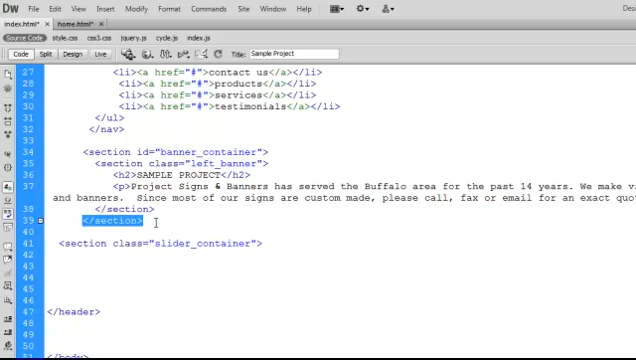 Dw File Edit View Insert Modify Format Commands Site Window Help
index.html* × home.html* ×
Source Code style.css css3.css jquery.js cycle.js index.js
Code Split Design Live Title: Sample Project
27 <li><a href="#">contact us</a></li>
28 <li><a href="#">products</a></li>
29 <li><a href="#">services</a></li>
30 <li><a href="#">testimonials</a></li>
31 </ul>
32 </nav>
33
34 <section id="banner_container">
35 <section class="left_banner">
36 <h2>SAMPLE PROJECT</h2>
37 <p>Project Signs & Banners has served the Buffalo area for the past 14 years. We make
and banners. Since most of our signs are custom made, please call, fax or email for an exact
38 </section>
39 </section>
40
41 <section class="slider_container">
42
43
44
45
46
47 </header>
48
49
50
51 </body>